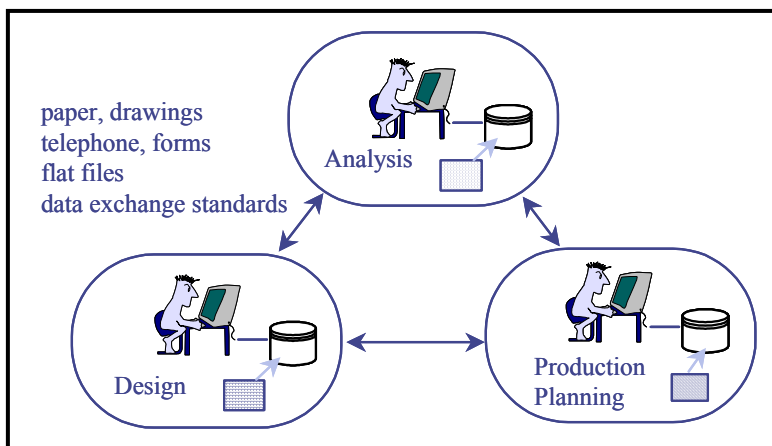 paper, drawings
telephone, forms
flat files
data exchange standards
Analysis
Design
Production
Planning